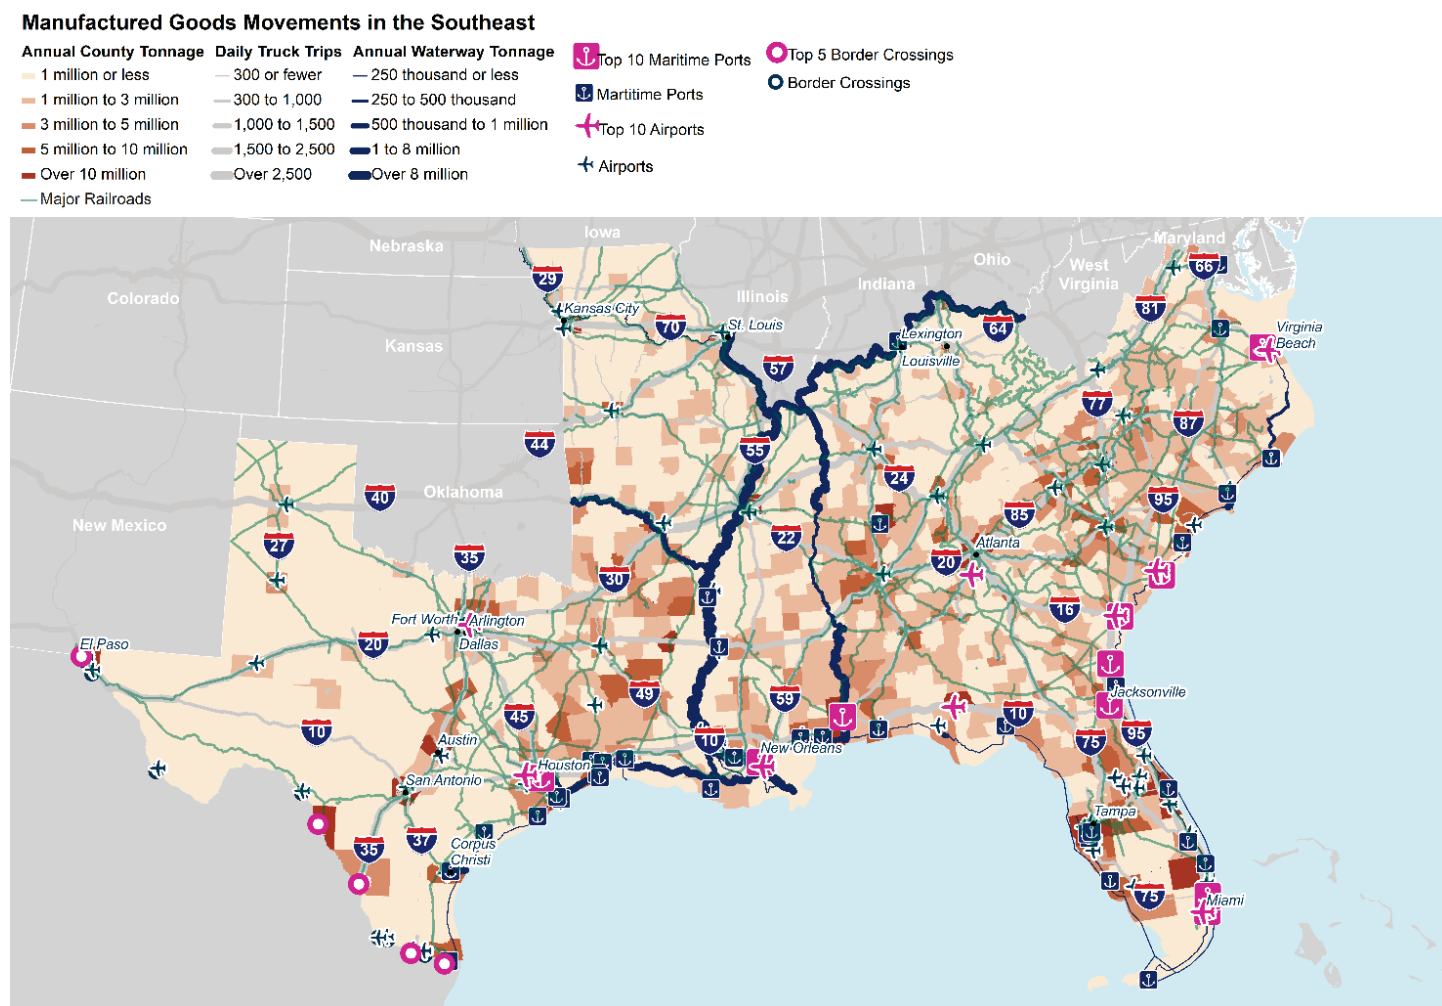 Manufactured Goods Movements in the Southeast
Annual County Tonnage
1 million or less
1 million to 3 million
3 million to 5 million
5 million to 10 million
Over 10 million
Major Railroads
Daily Truck Trips
300 or fewer
300 to 1,000
1,000 to 1,500
1,500 to 2,500
Over 2,500
Annual Waterway Tonnage
250 thousand or less
250 to 500 thousand
500 thousand to 1 million
1 to 8 million
Over 8 million
Top 10 Maritime Ports
Martitime Ports
Top 10 Airports
Airports
Top 5 Border Crossings
Border Crossings
Iowa
Nebraska
Maryland
Ohio
West
Virginia
66
29
Indiana
Illinois
Colorado
81
Kansas City
70
St. Louis
64
Lexington
Virginia
Beach
Kansas
Louisville
57
77
87
44
55
24
Oklahoma
40
95
85
New Mexico
27
22
Atlanta
35
20
30
16
Fort Worth
Arlington
El Paso
20
Dallas
49
59
Jacksonville
45
10
10
Austin
10
New Orleans
75
95
Houston
San Antonio
Tampa
35
37
Corpus
Christi
75
Miami